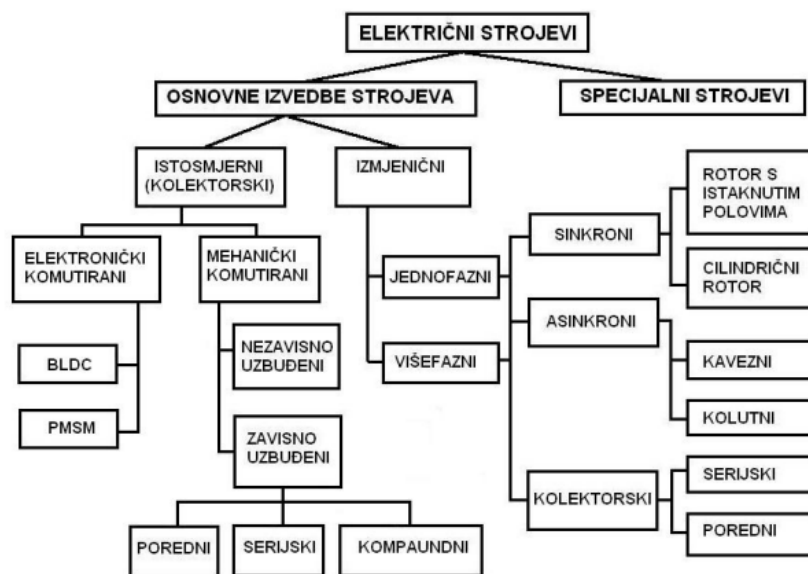 ELEKTRIČNI STROJEVI
OSNOVNE IZVEDBE STROJEVA
SPECIJALNI STROJEVI
ISTOSMJERNI
(KOLEKTORSKI)
IZMJENIČNI
ELEKTRONIČKI
KOMUTIRANI
MEHANIČKI
KOMUTIRANI
BLDC
PMSM
NEZAVISNO
UZBUĐENI
ZAVISNO
UZBUĐENI
POREDNI
SERIJSKI
KOMPAUNDNI
JEDNOFAZNI
VIŠEFAZNI
SINKRONI
ROTOR S
ISTAKNUTIM
POLOVIMA
CILINDRIČNI
ROTOR
ASINKRONI
KAVEZNI
KOLUTNI
KOLEKTORSKI
SERIJSKI
POREDNI